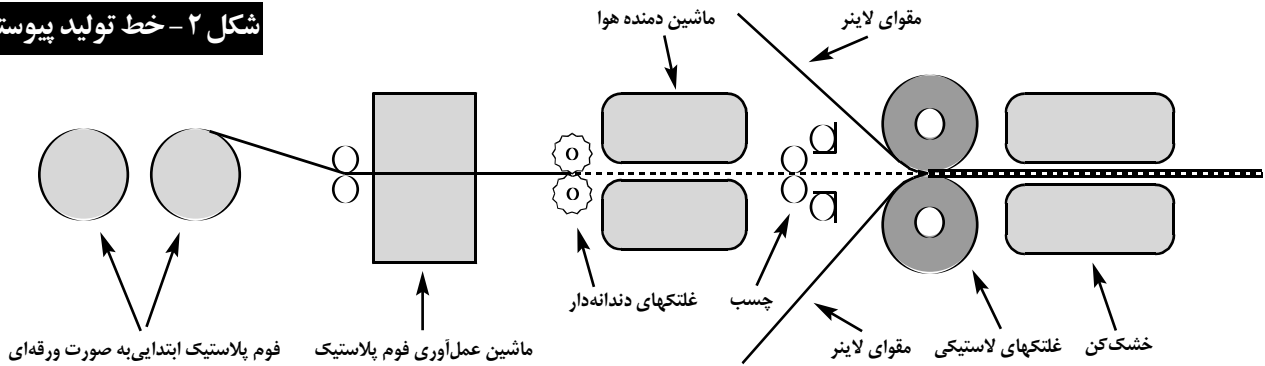 شکل ۲ - خط تولید پیوست
ماشین دمنده هوا
مقوای لاینر
فوم پلاستیک ابتدایی‌به صورت ورقه‌ای
ماشین عمل‌آوری فوم پلاستیک
غلتکهای دندانه‌دار
چسب
مقوای لاینر
غلتکهای لاستیکی
خشک‌کن